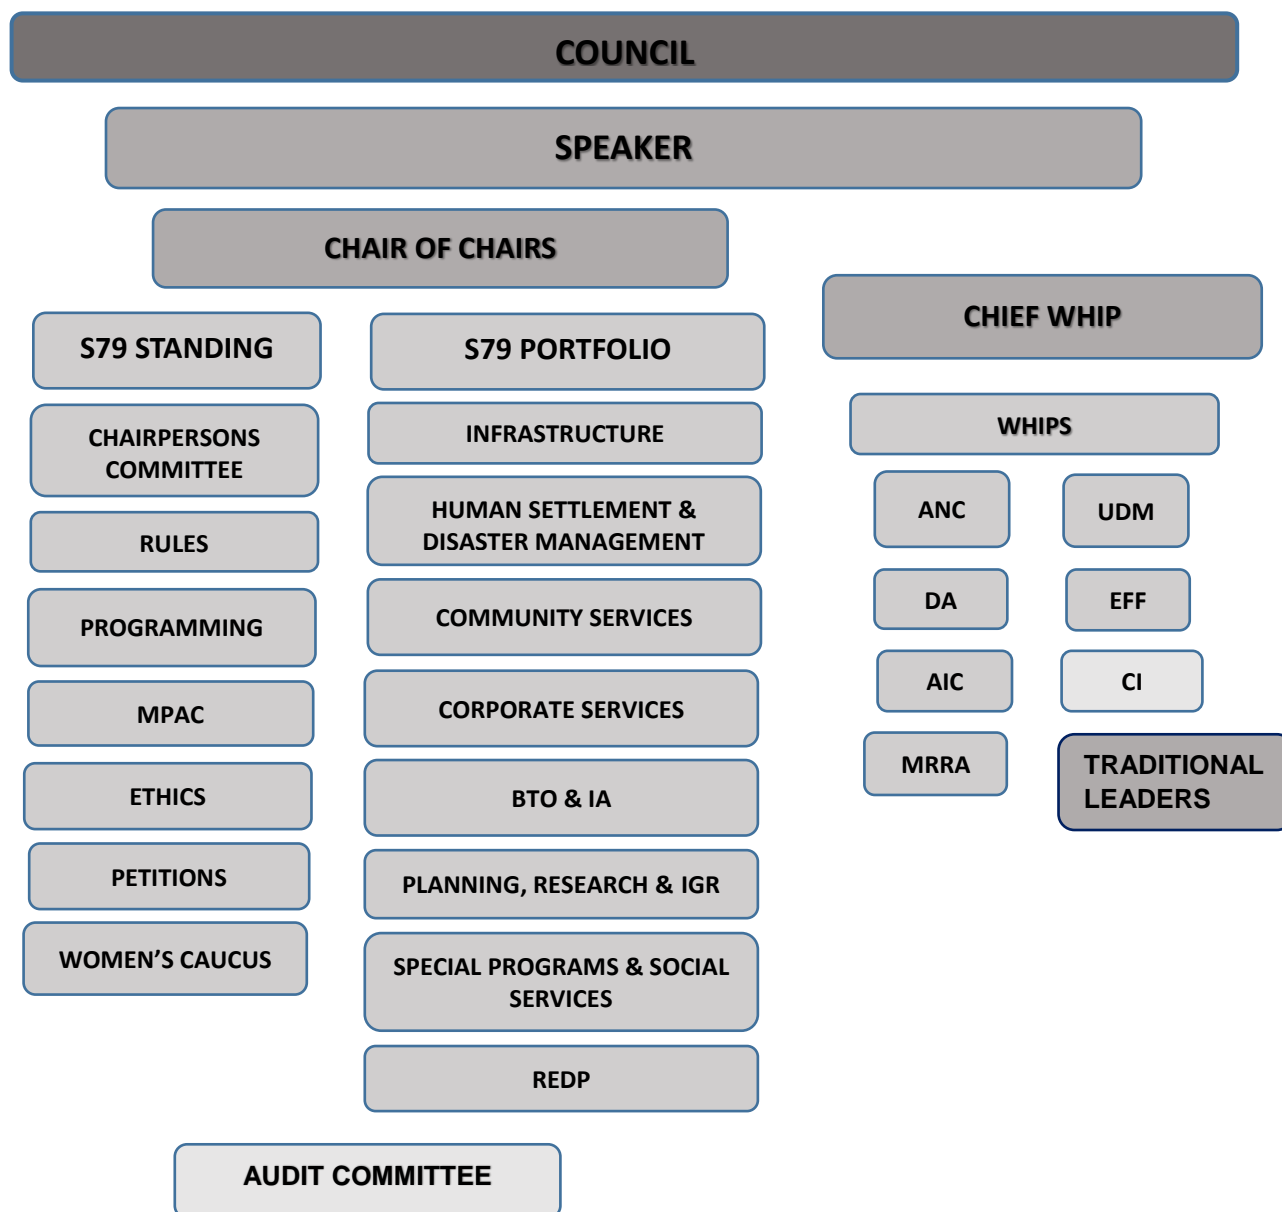 COUNCIL
SPEAKER
CHAIR OF CHAIRS
S79 STANDING
CHAIRPERSONS
COMMITTEE
RULES
PROGRAMMING
MPAC
ETHICS
PETITIONS
WOMEN’S CAUCUS
S79 PORTFOLIO
INFRASTRUCTURE
HUMAN SETTLEMENT &
DISASTER MANAGEMENT
COMMUNITY SERVICES
CORPORATE SERVICES
BTO & IA
PLANNING, RESEARCH & IGR
SPECIAL PROGRAMS & SOCIAL
SERVICES
REDP
AUDIT COMMITTEE
CHIEF WHIP
WHIPS
ANC
UDM
DA
EFF
AIC
CI
MRRA
TRADITIONAL
LEADERS